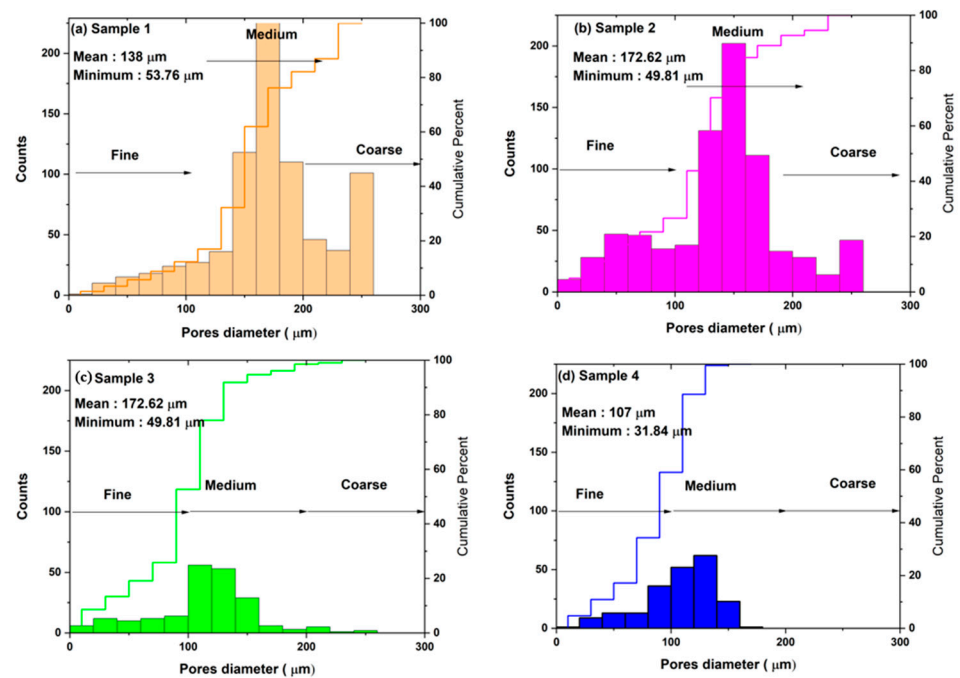 (a) Sample 1
Mean : 138 μm
Minimum : 53.76 μm
Medium
Fine
Coarse
Counts
225
200
150
100
50
0
0 100 200 300
100
80
60
40
20
0
Cumulative Percent
Pores diameter ( μm)
(b) Sample 2
Mean : 172.62 μm
Minimum : 49.81 μm
Medium
Fine
Coarse
Counts
200
150
100
50
0
0 100 200 300
100
80
60
40
20
0
Cumulative Percent
Pores diameter ( μm)
(c) Sample 3
Mean : 172.62 μm
Minimum : 49.81 μm
Fine
Medium
Coarse
Counts
200
150
100
50
0
0 100 200 300
100
80
60
40
20
0
Cumulative Percent
Pores diameter ( μm)
(d) Sample 4
Mean : 107 μm
Minimum : 31.84 μm
Fine
Medium
Coarse
Counts
200
150
100
50
0
0 100 200 300
100
80
60
40
20
0
Cumulative Percent
Pores diameter ( μm)